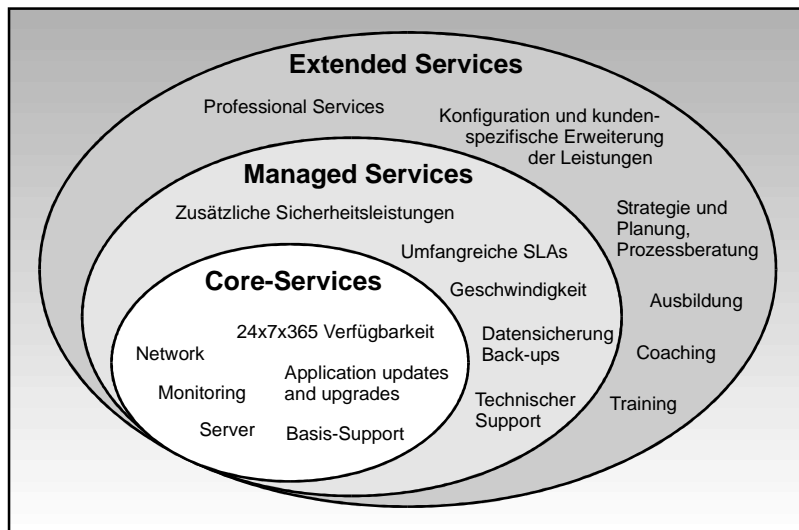 Extended Services
Professional Services
Konfiguration und kunden-
spezifische Erweiterung
der Leistungen
Managed Services
Zusätzliche Sicherheitsleistungen
Strategie und
Planung,
Prozessberatung
Umfangreiche SLAs
Core-Services
Geschwindigkeit
Ausbildung
24x7x365 Verfügbarkeit
Datensicherung
Back-ups
Network
Coaching
Application updates
and upgrades
Monitoring
Technischer
Support
Training
Server
Basis-Support